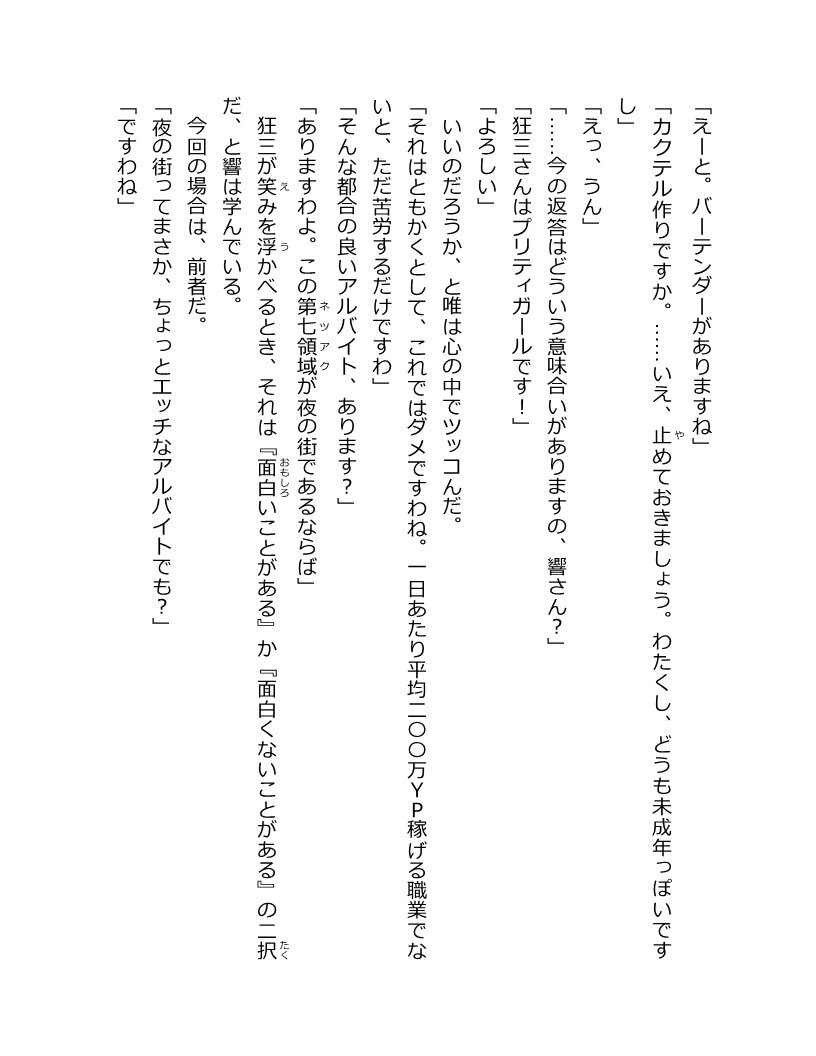 「えーと。バーテンダーがありますね」
「カクテル作りですか。……いえ、止めておきましょう。わたくし、どうも未成年っぽいです
し」
「えっ、うん」
「……今の返答はどういう意味合いがありますの、響さん？」
「狂三さんはプリティガールです！」
「よろしい」
　いいのだろうか、と唯は心の中でツッコんだ。
「それはともかくとして、これではダメですわね。一日あたり平均二〇〇万ＹＰ稼げる職業でな
いと、ただ苦労するだけですわ」
「そんな都合の良いアルバイト、あります？」
「ありますわよ。この第七領域が夜の街であるならば」
　狂三が笑みを浮かべるとき、それは『面白いことがある』か『面白くないことがある』の二択
だ、と響は学んでいる。
　今回の場合は、前者だ。
「夜の街ってまさか、ちょっとエッチなアルバイトでも？」
「ですわね」